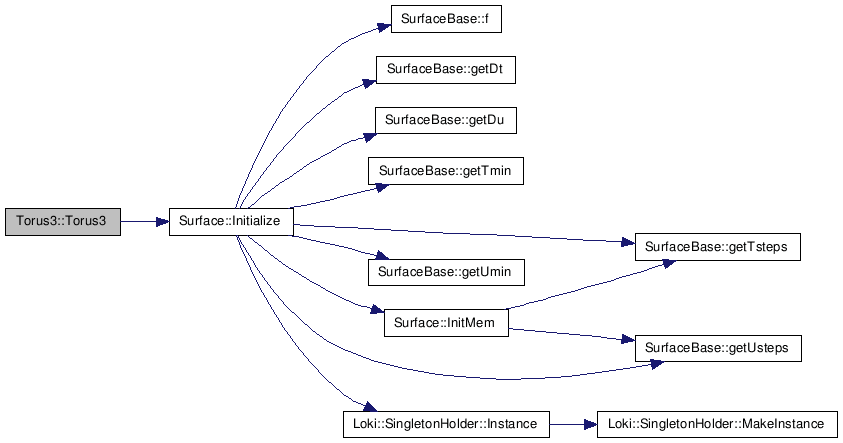 SurfaceBase::f
SurfaceBase::getDt
SurfaceBase::getDu
SurfaceBase::getTmin
Torus3::Torus3
Surface::Initialize
SurfaceBase::getTsteps
SurfaceBase::getUmin
Surface::InitMem
SurfaceBase::getUsteps
Loki::SingletonHolder::Instance
Loki::SingletonHolder::MakeInstance